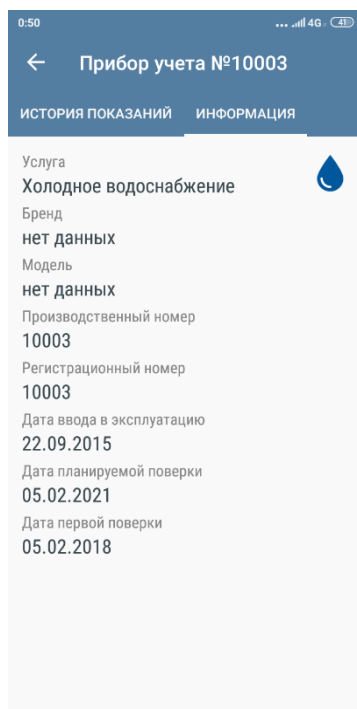 0:50
... 4G 41
Прибор учета №10003
ИСТОРИЯ ПОКАЗАНИЙ ИНФОРМАЦИЯ
Услуга
Холодное водоснабжение
Бренд
нет данных
Модель
нет данных
Производственный номер
10003
Регистрационный номер
10003
Дата ввода в эксплуатацию
22.09.2015
Дата планируемой поверки
05.02.2021
Дата первой поверки
05.02.2018